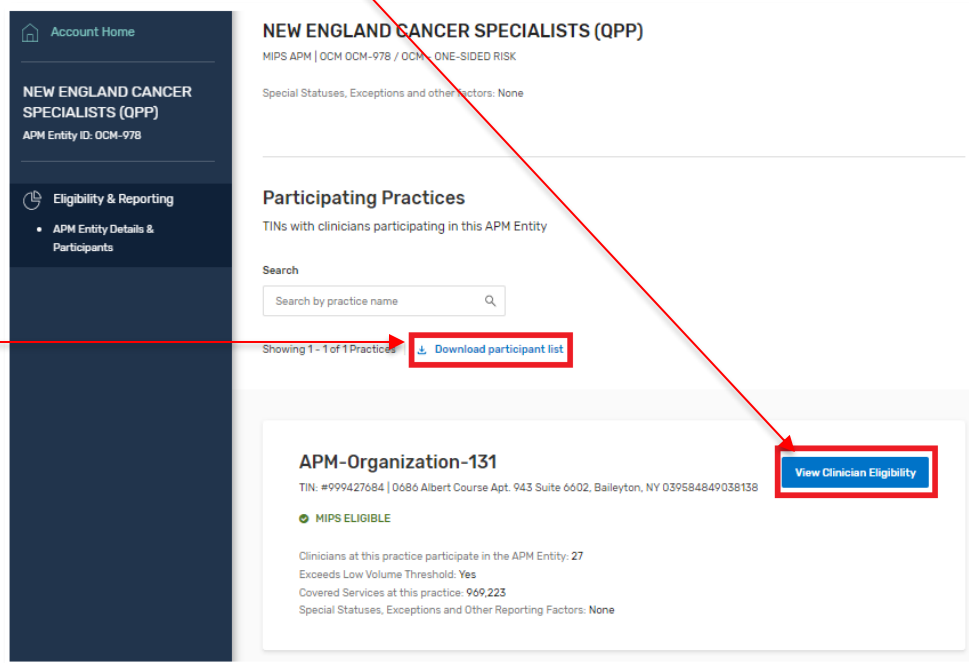 Account Home
NEW ENGLAND CANCER
SPECIALISTS (QPP)
APM Entity ID: OCM-978
Eligibility & Reporting
APM Entity Details &
Participants
NEW ENGLAND CANCER SPECIALISTS (QPP)
MIPS APM | OCM OCM-978 / OCM - ONE-SIDED RISK
Special Statuses, Exceptions and other factors: None
Participating Practices
TINs with clinicians participating in this APM Entity
Search
Search by practice name
Showing 1 - 1 of 1 Practices
Download participant list
APM-Organization-131
View Clinician Eligibility
TIN: #999427684 | 0686 Albert Course Apt. 943 Suite 6602, Baileyton, NY 039584849038138
MIPS ELIGIBLE
Clinicians at this practice participate in the APM Entity: 27
Exceeds Low Volume Threshold: Yes
Covered Services at this practice: 969,223
Special Statuses, Exceptions and Other Reporting Factors: None